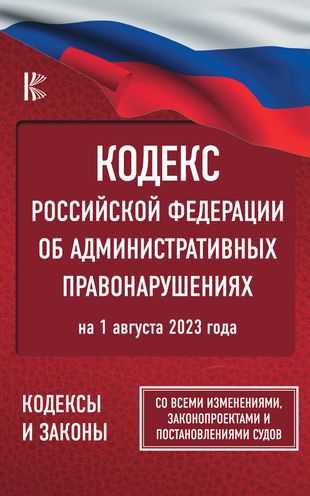 КОДЕКС
РОССИЙСКОЙ ФЕДЕРАЦИИ
ОБ АДМИНИСТРАТИВНЫХ
ПРАВОНАРУШЕНИЯХ
на 1 августа 2023 года
КОДЕКСЫ
И ЗАКОНЫ
СО ВСЕМИ ИЗМЕНЕНИЯМИ,
ЗАКОНОПРОЕКТАМИ И
ПОСТАНОВЛЕНИЯМИ СУДОВ